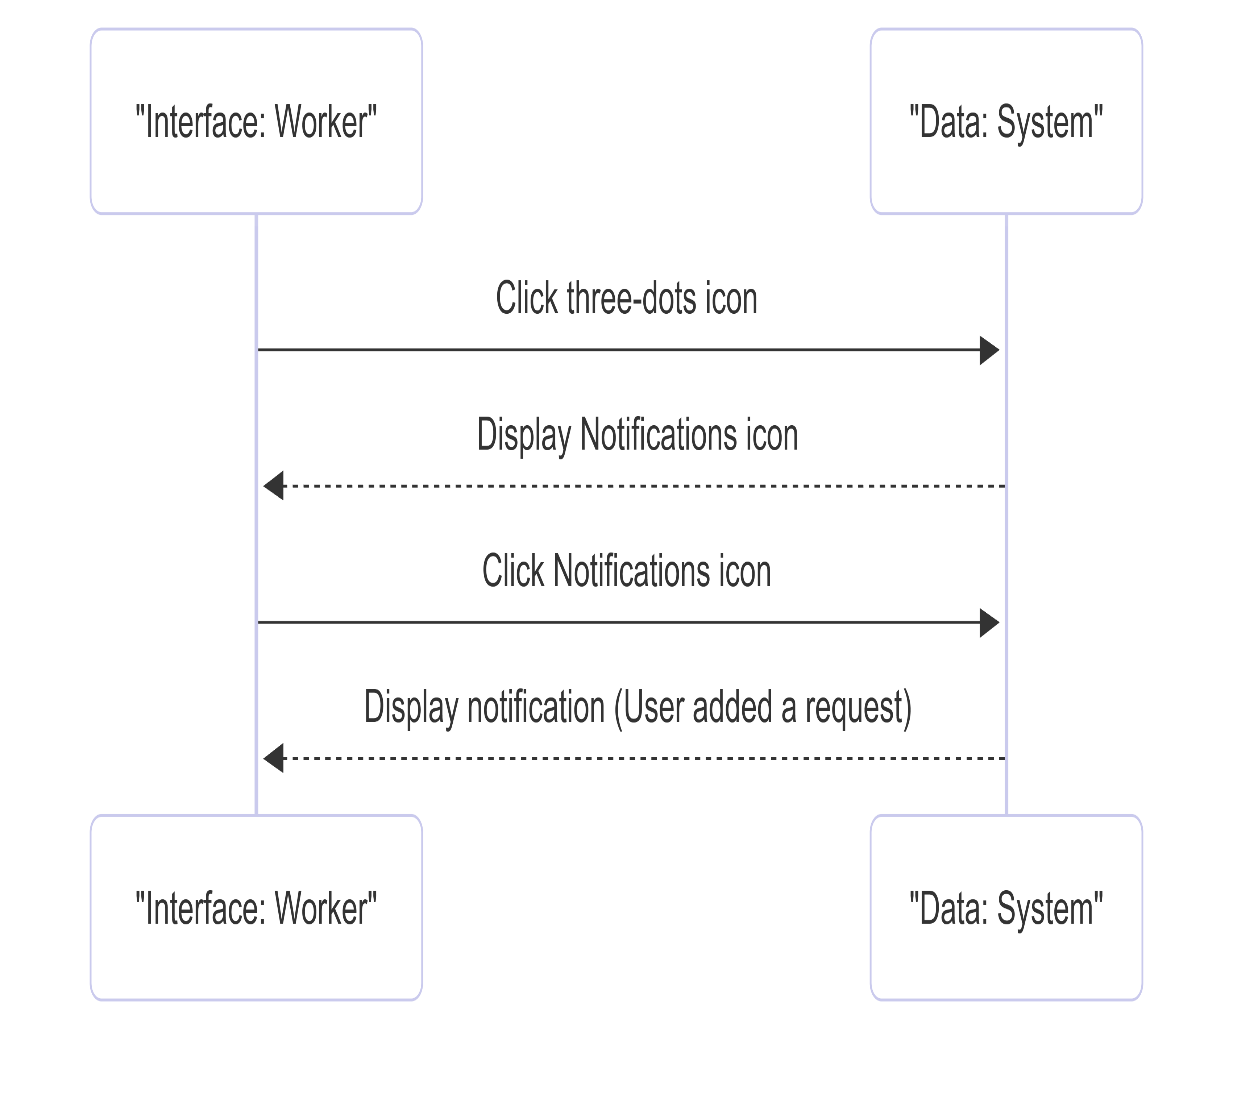 "Interface: Worker"
"Data: System"
Click three-dots icon
Display Notifications icon
Click Notifications icon
Display notification (User added a request)
"Interface: Worker"
"Data: System"